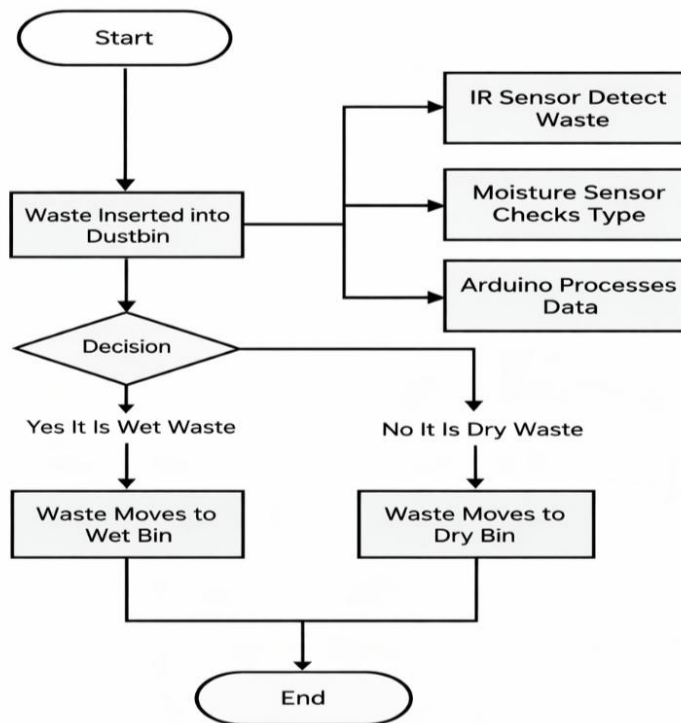 Start
IR Sensor Detect
Waste
Waste Inserted into
Dustbin
Moisture Sensor
Checks Type
Arduino Processes
Data
Decision
Yes It Is Wet Waste
No It Is Dry Waste
Waste Moves to
Wet Bin
Waste Moves to
Dry Bin
End